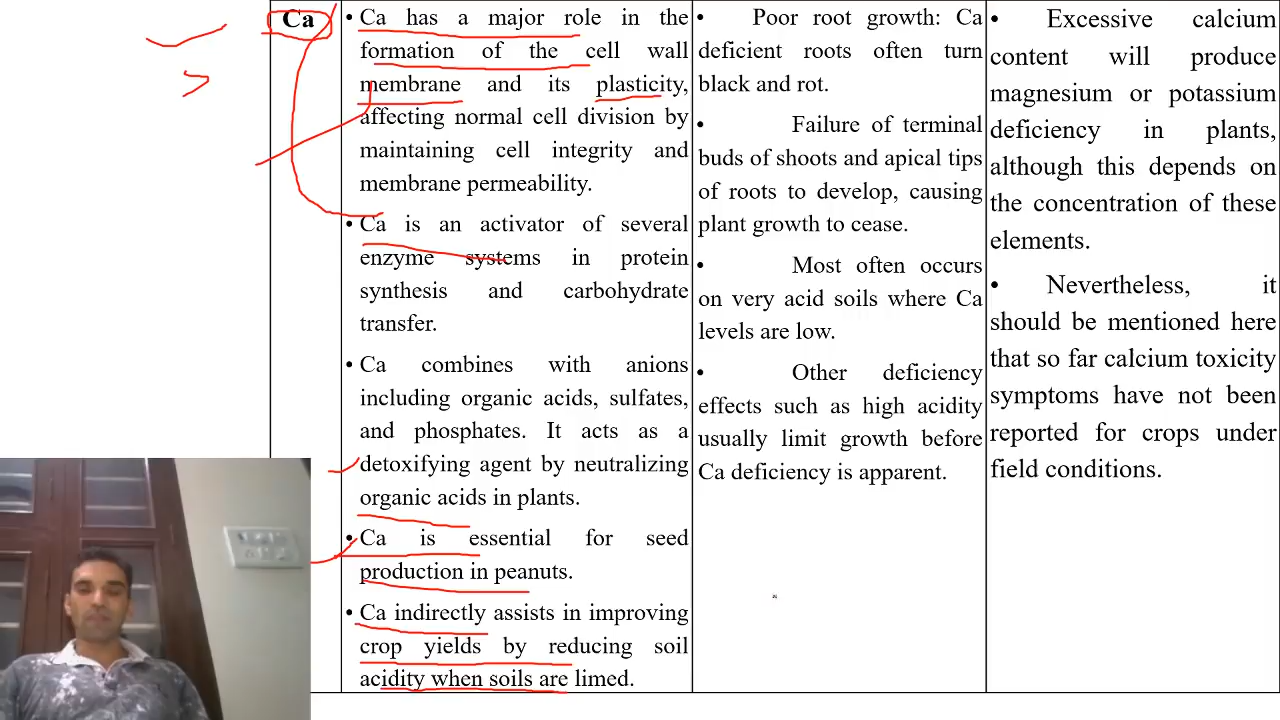 Ca
• Ca has a major role in the
formation of the cell wall
membrane and its plasticity,
affecting normal cell division by
maintaining cell integrity and
membrane permeability.
• Ca is an activator of several
enzyme systems in protein
synthesis and carbohydrate
transfer.
• Ca combines with anions
including organic acids, sulfates,
and phosphates. It acts as a
detoxifying agent by neutralizing
organic acids in plants.
• Ca is essential for seed
production in peanuts.
• Ca indirectly assists in improving
crop yields by reducing soil
acidity when soils are limed.
• Poor root growth: Ca
deficient roots often turn
black and rot.
• Failure of terminal
buds of shoots and apical tips
of roots to develop, causing
plant growth to cease.
• Most often occurs
on very acid soils where Ca
levels are low.
• Other deficiency
effects such as high acidity
usually limit growth before
Ca deficiency is apparent.
• Excessive calcium
content will produce
magnesium or potassium
deficiency in plants,
although this depends on
the concentration of these
elements.
• Nevertheless, it
should be mentioned here
that so far calcium toxicity
symptoms have not been
reported for crops under
field conditions.